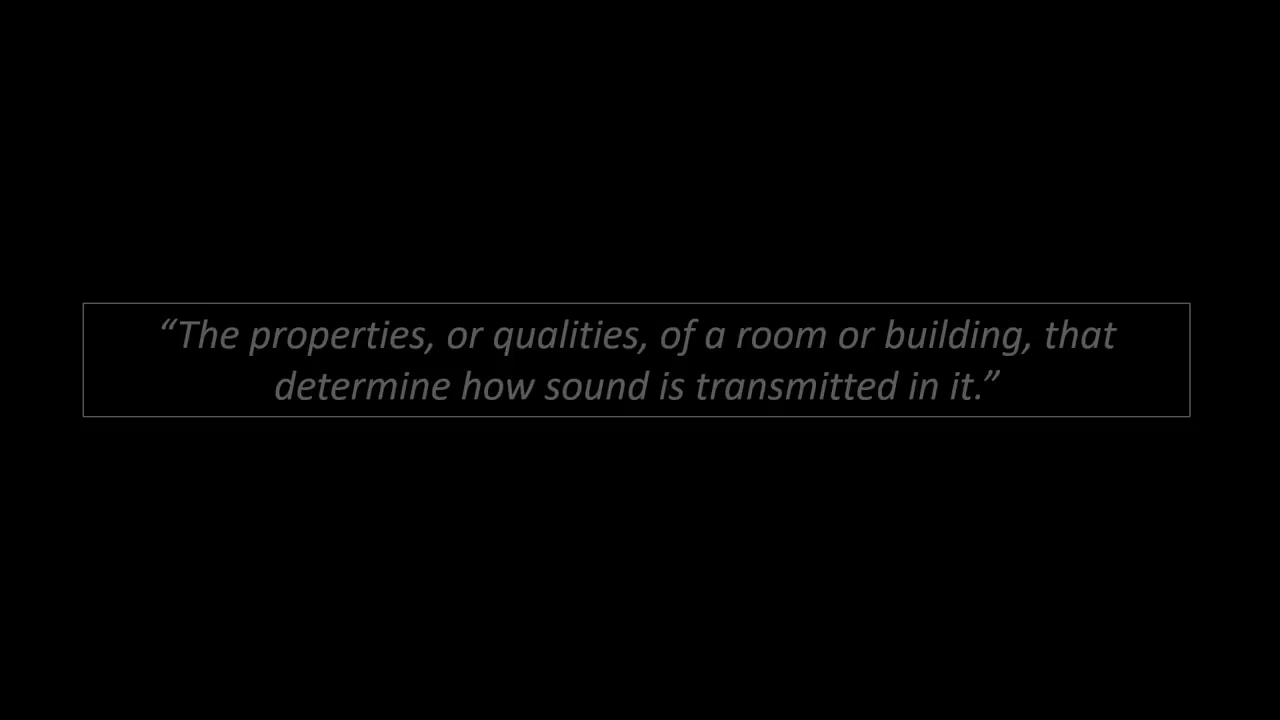 “The properties, or qualities, of a room or building, that
determine how sound is transmitted in it.”